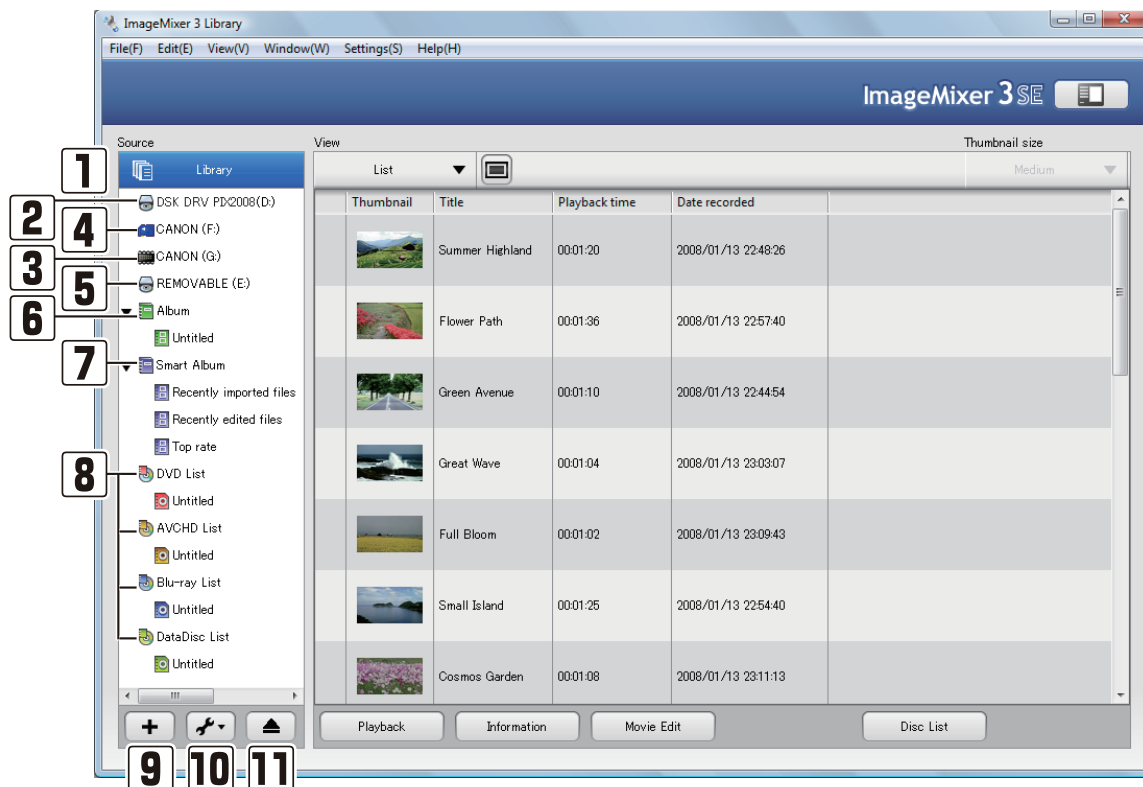 ImageMixer 3 Library
File(F) Edit(E) View(V) Window(W) Settings(S) Help(H)
ImageMixer 3 SE
Source View Thumbnail size
1 Library List Medium
2 DSK DRV PIX2008(D:)
Thumbnail Title Playback time Date recorded
4 CANON (F:)
3 CANON (G:)
5 REMOVABLE (E:)
6 Album
Untitled
7 Smart Album
Recently imported files
Recently edited files
Top rate
8 DVD List
Untitled
AVCHD List
Untitled
Blu-ray List
Untitled
DataDisc List
Untitled
Summer Highland 00:01:20 2008/01/13 22:48:26
Flower Path 00:01:36 2008/01/13 22:57:40
Green Avenue 00:01:10 2008/01/13 22:44:54
Great Wave 00:01:04 2008/01/13 23:03:07
Full Bloom 00:01:02 2008/01/13 23:09:43
Small Island 00:01:25 2008/01/13 22:54:40
Cosmos Garden 00:01:08 2008/01/13 23:11:13
Playback Information Movie Edit Disc List
9 10 11